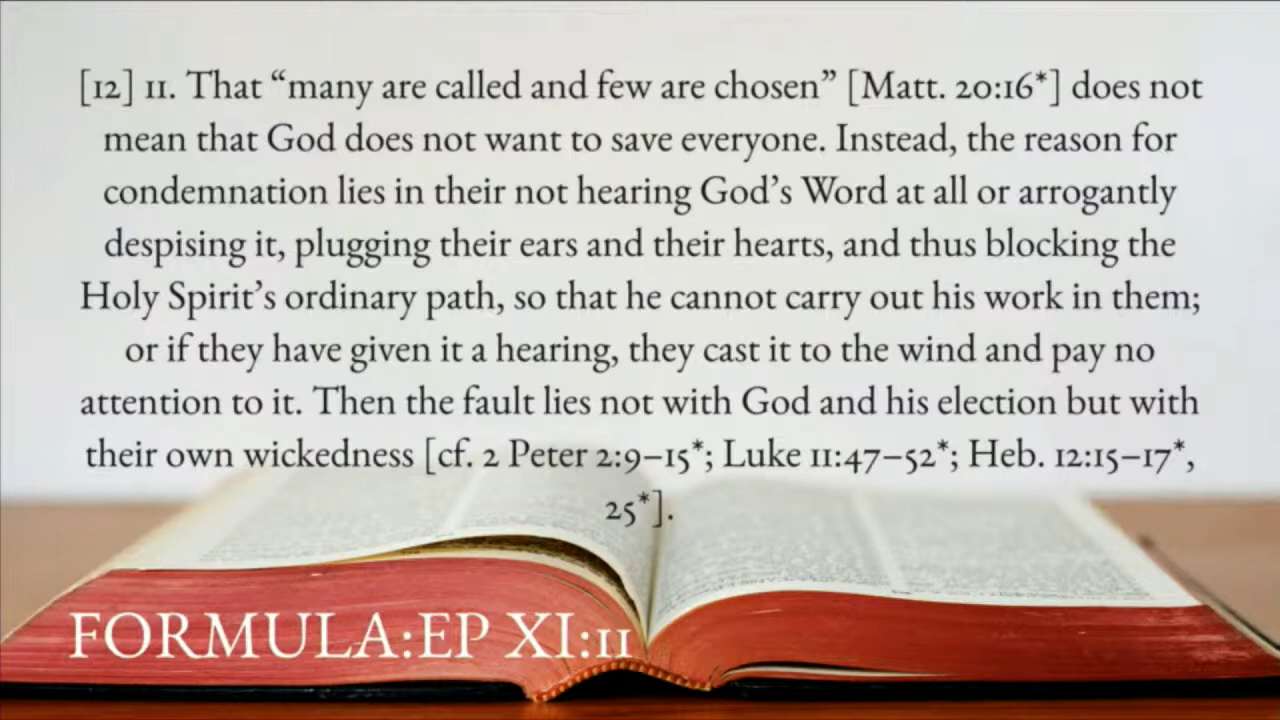 [12] 11. That “many are called and few are chosen” [Matt. 20:16*] does not
mean that God does not want to save everyone. Instead, the reason for
condemnation lies in their not hearing God’s Word at all or arrogantly
despising it, plugging their ears and their hearts, and thus blocking the
Holy Spirit’s ordinary path, so that he cannot carry out his work in them;
or if they have given it a hearing, they cast it to the wind and pay no
attention to it. Then the fault lies not with God and his election but with
their own wickedness [cf. 2 Peter 2:9–15*; Luke 11:47–52*; Heb. 12:15–17*,
25*].
FORMULA:EP XI:11